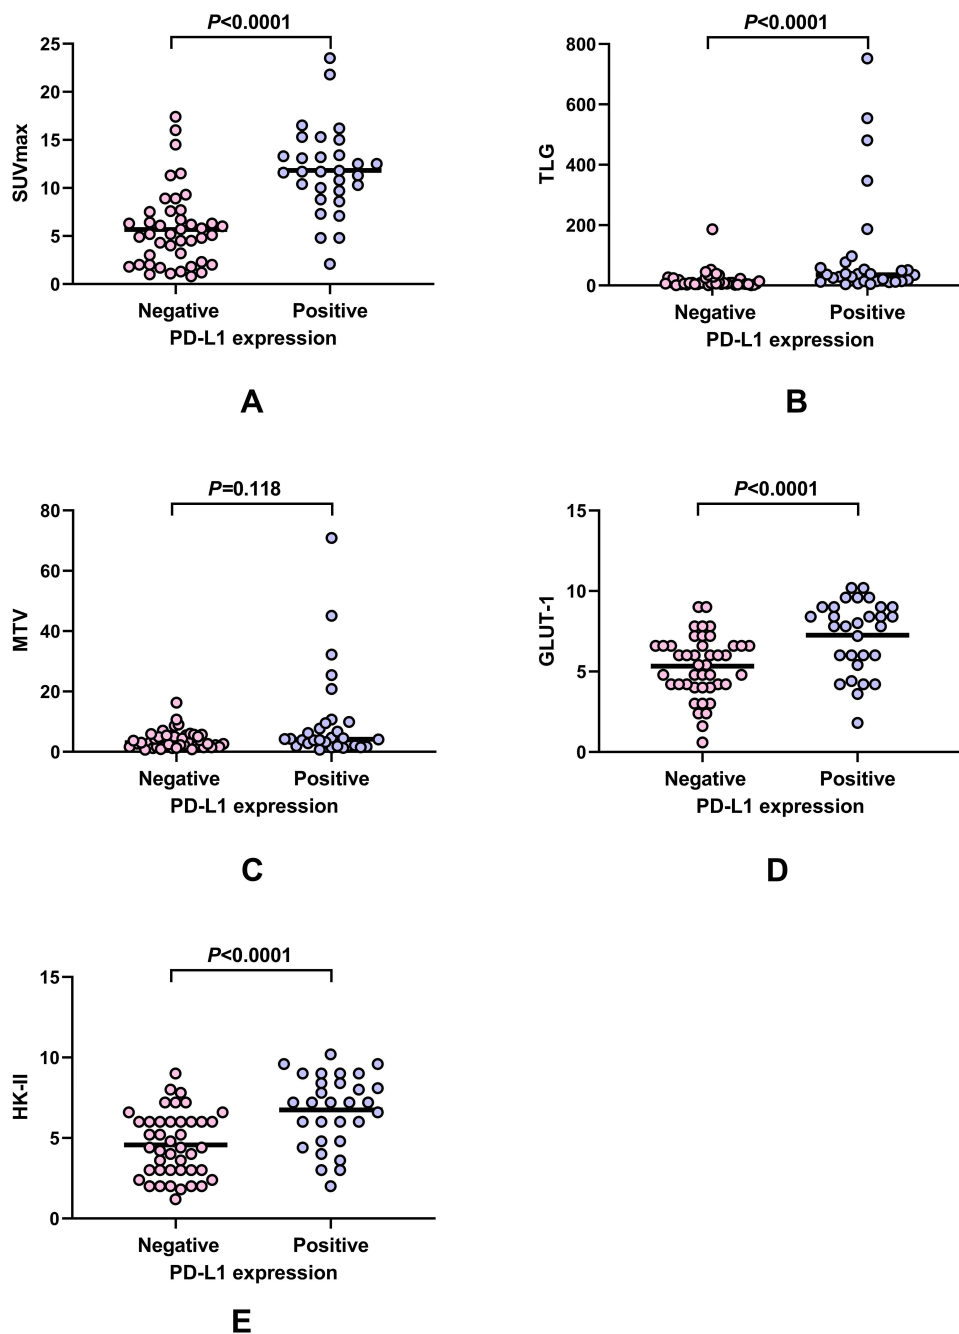 P<0.0001
25
20
15
10
5
0
SUVmax
Negative Positive
PD-L1 expression
A
P<0.0001
800
600
400
200
0
TLG
Negative Positive
PD-L1 expression
B
P=0.118
80
60
40
20
0
MTV
Negative Positive
PD-L1 expression
C
P<0.0001
15
10
5
0
GLUT-1
Negative Positive
PD-L1 expression
D
P<0.0001
15
10
5
0
HK-II
Negative Positive
PD-L1 expression
E